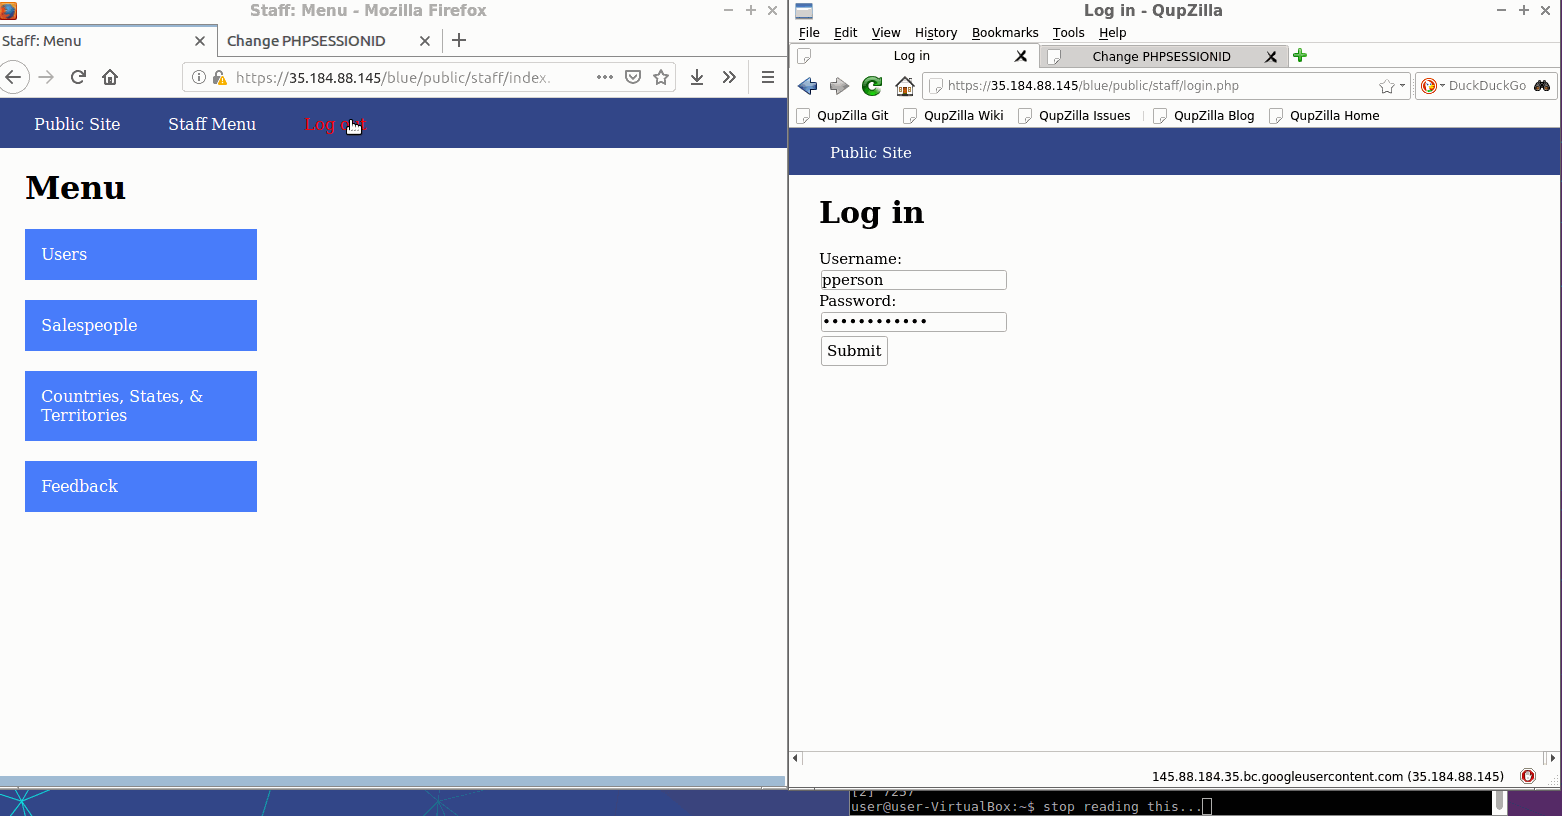 Staff: Menu - Mozilla Firefox
Staff: Menu
Change PHPSESSIONID
https://35.184.88.145/blue/public/staff/index.
Public Site
Staff Menu
Menu
Users
Salespeople
Countries, States, &
Territories
Feedback
Log in - QupZilla
File Edit View History Bookmarks Tools Help
Log in
Change PHPSESSIONID
https://35.184.88.145/blue/public/staff/login.php
DuckDuckGo
QupZilla Git
QupZilla Wiki
QupZilla Issues
QupZilla Blog
QupZilla Home
Public Site
Log in
Username:
pperson
Password:
••••••••••••
Submit
145.88.184.35.bc.googleusercontent.com (35.184.88.145)
[2] 7257
user@user-VirtualBox:~$ stop reading this...